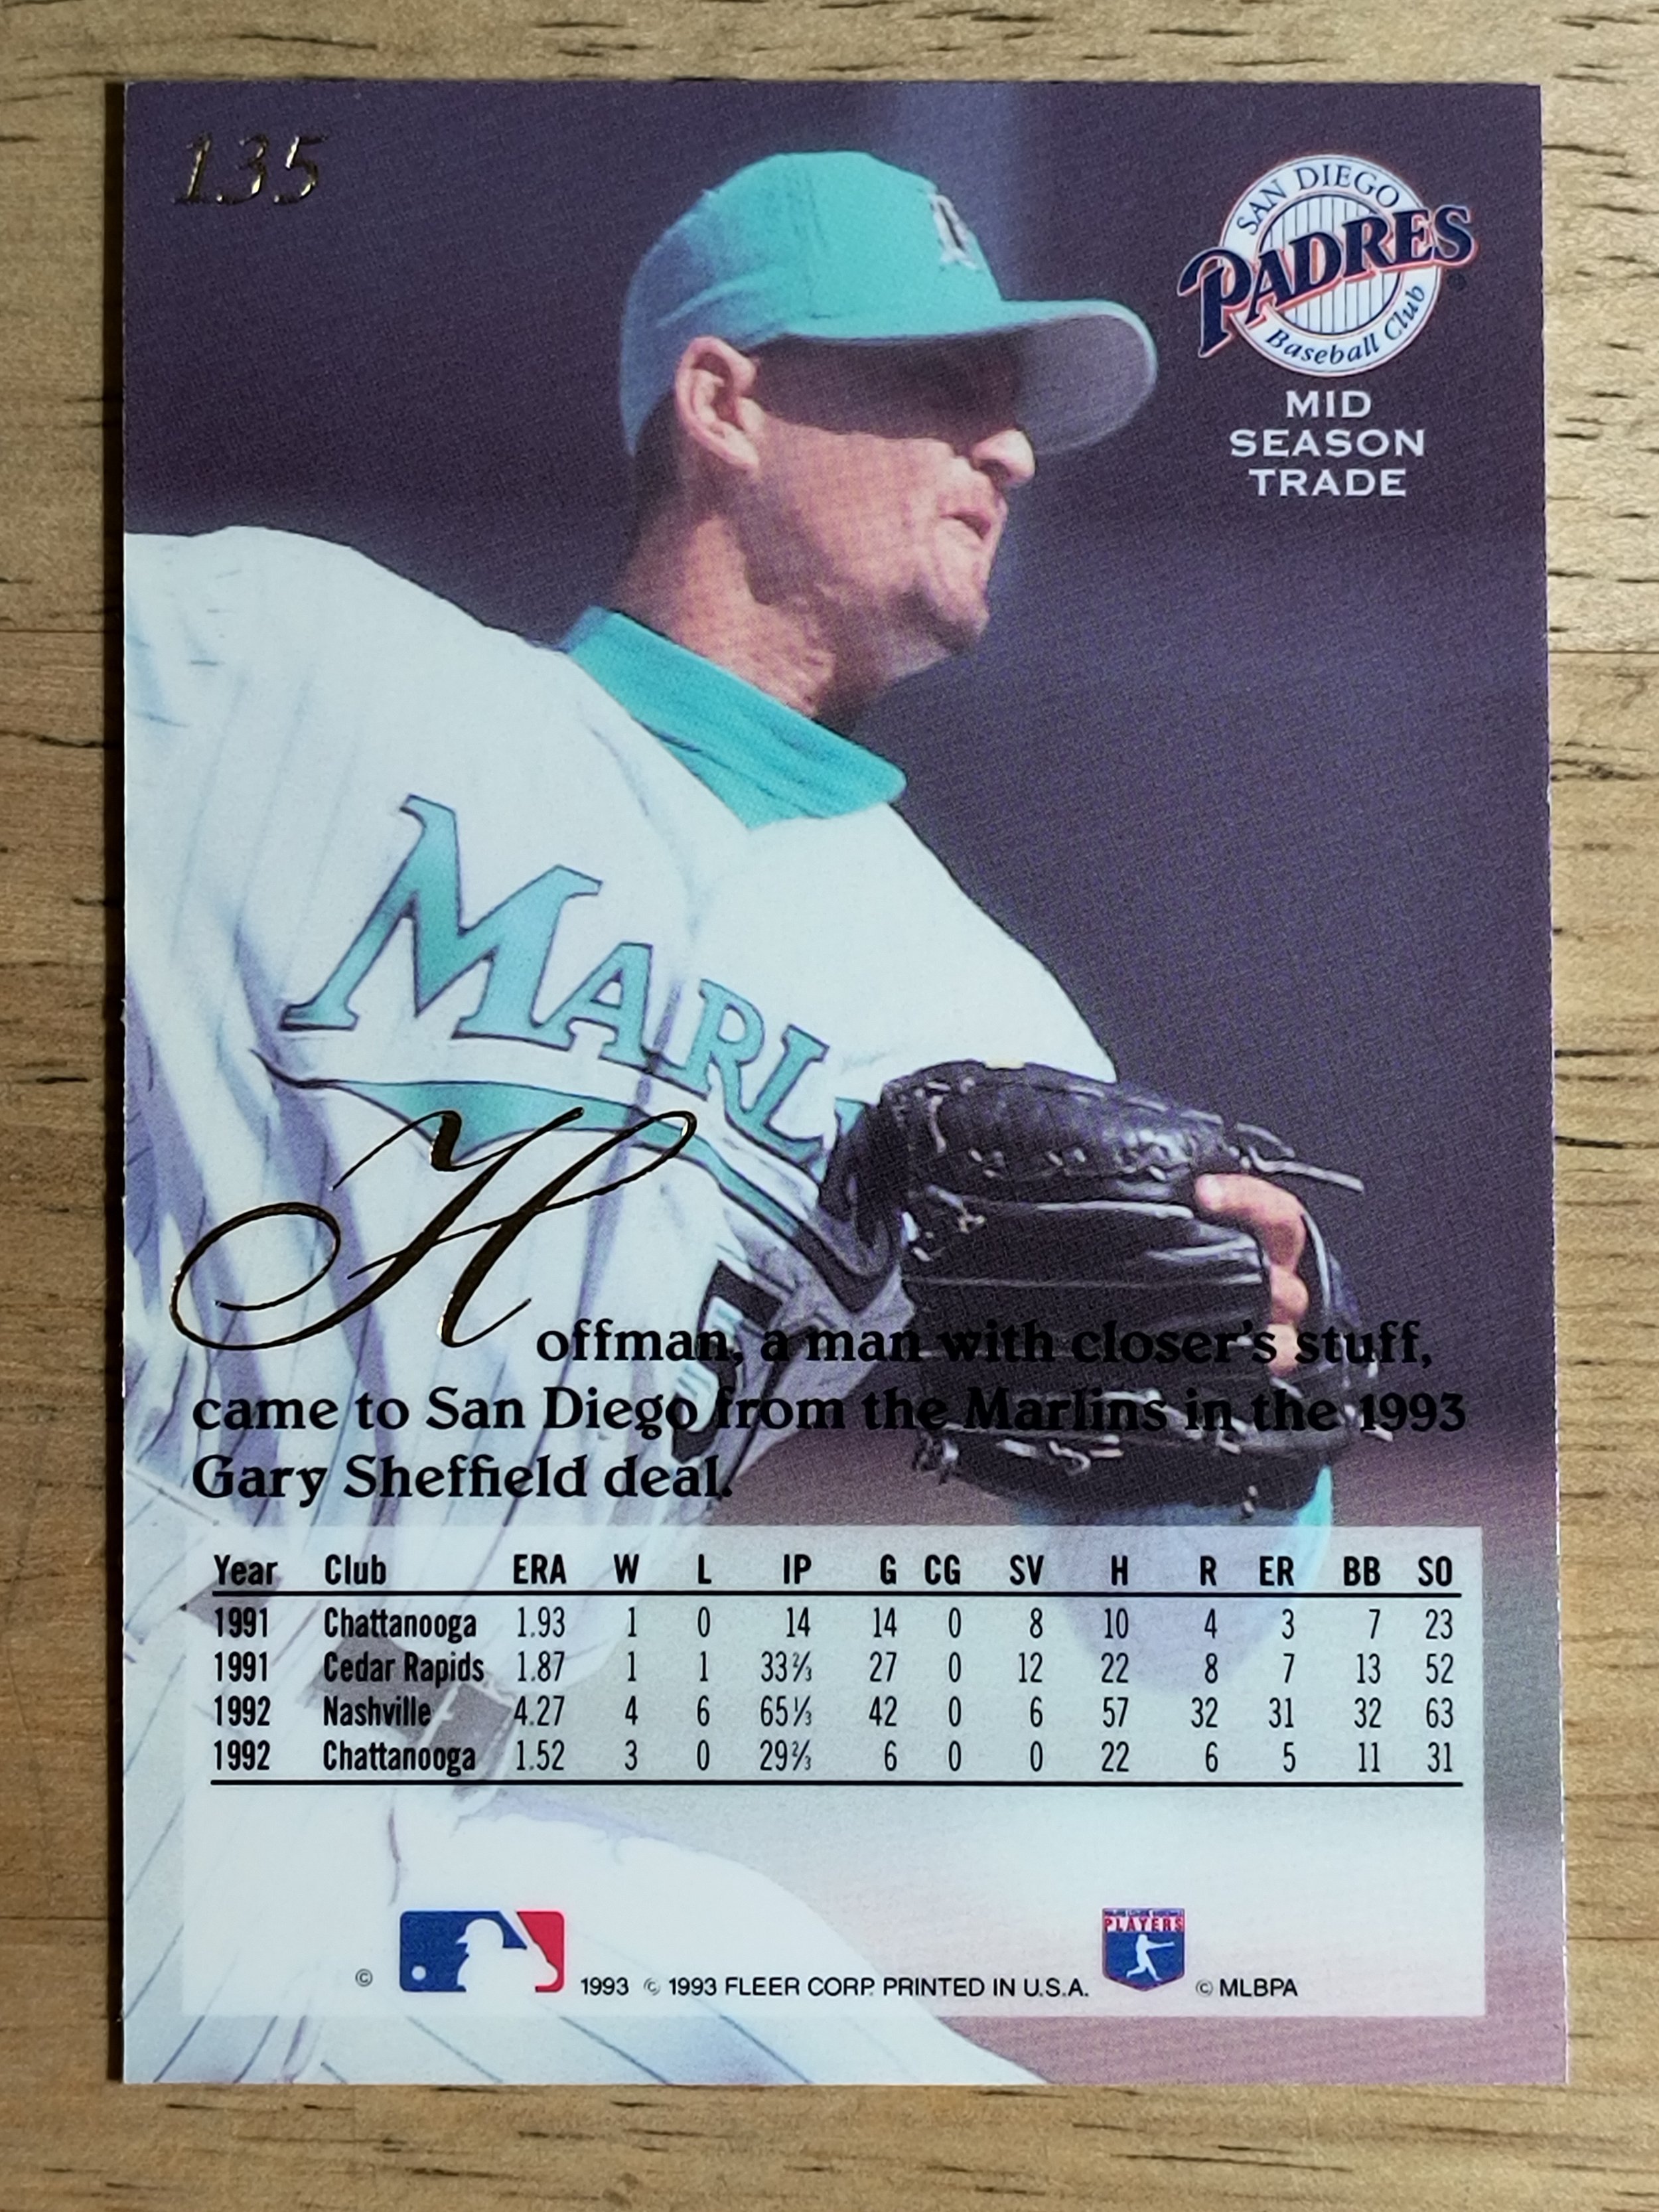 135
SAN DIEGO
PADRES
Baseball Club
MID
SEASON
TRADE
MARL
Hoffman, a man with closer's stuff,
came to San Diego from the Marlins in the 1993
Gary Sheffield deal.
Year Club ERA W L IP G CG SV H R ER BB SO
1991 Chattanooga 1.93 1 0 14 14 0 8 10 4 3 7 23
1991 Cedar Rapids 1.87 1 1 33⅔ 27 0 12 22 8 7 13 52
1992 Nashville 4.27 4 6 65⅓ 42 0 6 57 32 31 32 63
1992 Chattanooga 1.52 3 0 29⅔ 6 0 0 22 6 5 11 31
© 1993 © 1993 FLEER CORP. PRINTED IN U.S.A. © MLBPA
MAJOR LEAGUE BASEBALL
PLAYERS